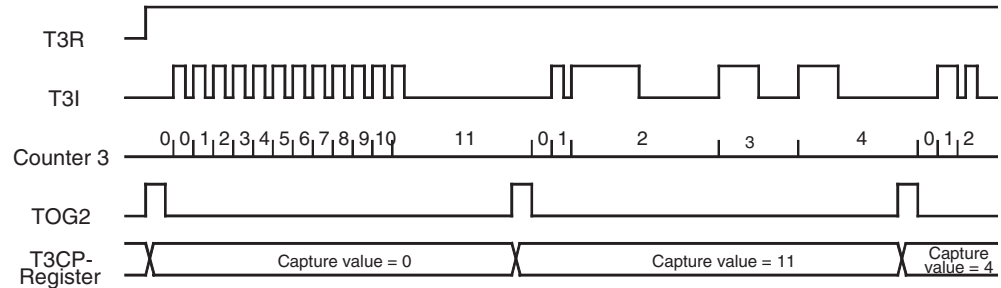 T3R
T3I
Counter 3
0 0 1 2 3 4 5 6 7 8 9 10 11 0 1 2 3 4 0 1 2
TOG2
T3CP-
Register
Capture value = 0
Capture value = 11
Capture
value = 4